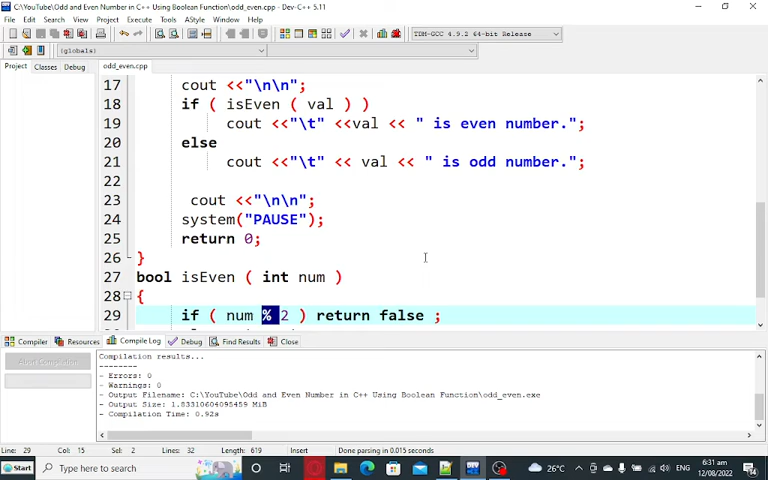 C:\YouTube\Odd and Even Number in C++ Using Boolean Function\odd_even.cpp - Dev-C++ 5.11
File Edit Search View Project Execute Tools AStyle Window Help
TDM-GCC 4.9.2 64-bit Release
(globals)
Project Classes Debug odd_even.cpp
17 cout <<"\n\n";
18 if ( isEven ( val ) )
19 cout <<"\t" <<val << " is even number.";
20 else
21 cout <<"\t" << val << " is odd number.";
22
23 cout <<"\n\n";
24 system("PAUSE");
25 return 0;
26 }
27 bool isEven ( int num )
28 {
29 if ( num % 2 ) return false ;
Compiler Resources Compile Log Debug Find Results Close
Abort Compilation
Compilation results...
--------
- Errors: 0
- Warnings: 0
- Output Filename: C:\YouTube\Odd and Even Number in C++ Using Boolean Function\odd_even.exe
- Output Size: 1.83310604095459 MiB
- Compilation Time: 0.92s
Line: 29 Col: 15 Sel: 2 Lines: 32 Length: 619 Insert Done parsing in 0.015 seconds
Start Type here to search 26°C ENG 6:31 am
12/08/2022